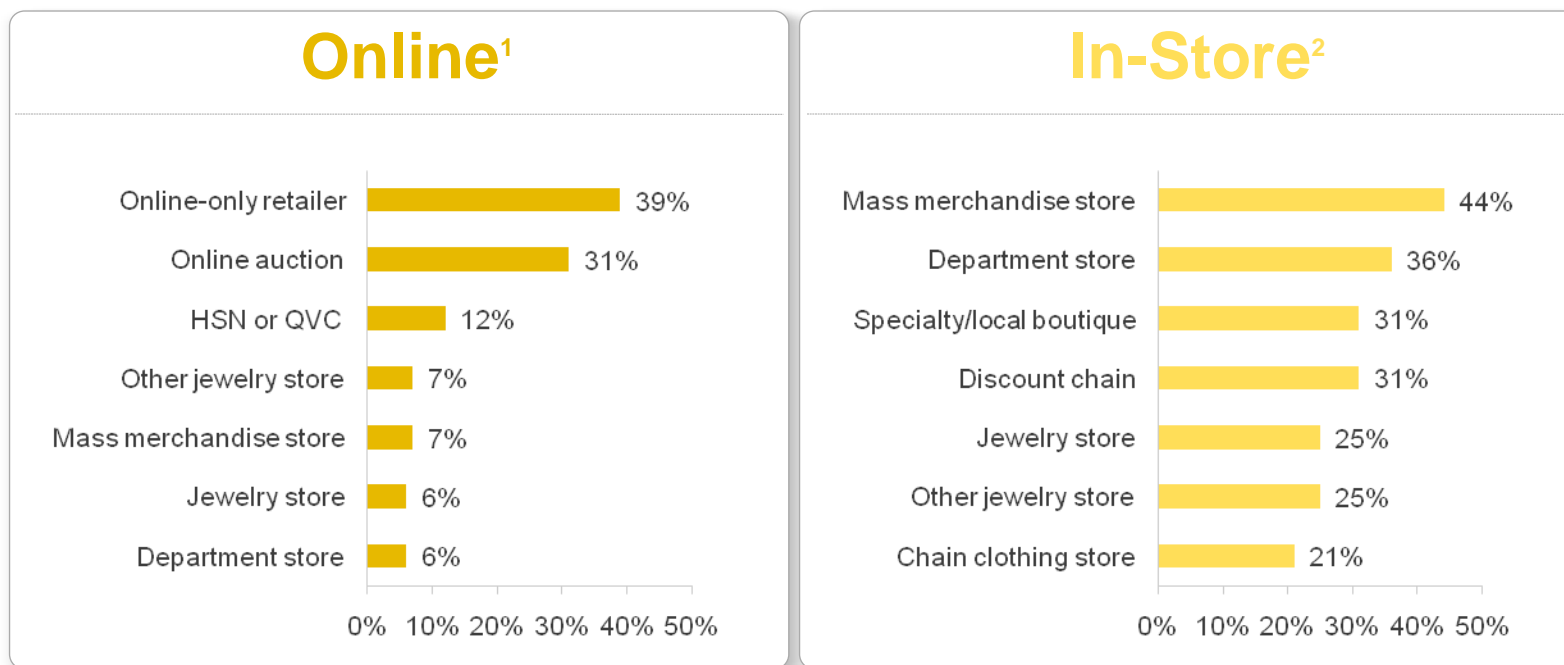 Online¹
Online-only retailer 39%
Online auction 31%
HSN or QVC 12%
Other jewelry store 7%
Mass merchandise store 7%
Jewelry store 6%
Department store 6%
0% 10% 20% 30% 40% 50%
In-Store²
Mass merchandise store 44%
Department store 36%
Specialty/local boutique 31%
Discount chain 31%
Jewelry store 25%
Other jewelry store 25%
Chain clothing store 21%
0% 10% 20% 30% 40% 50%